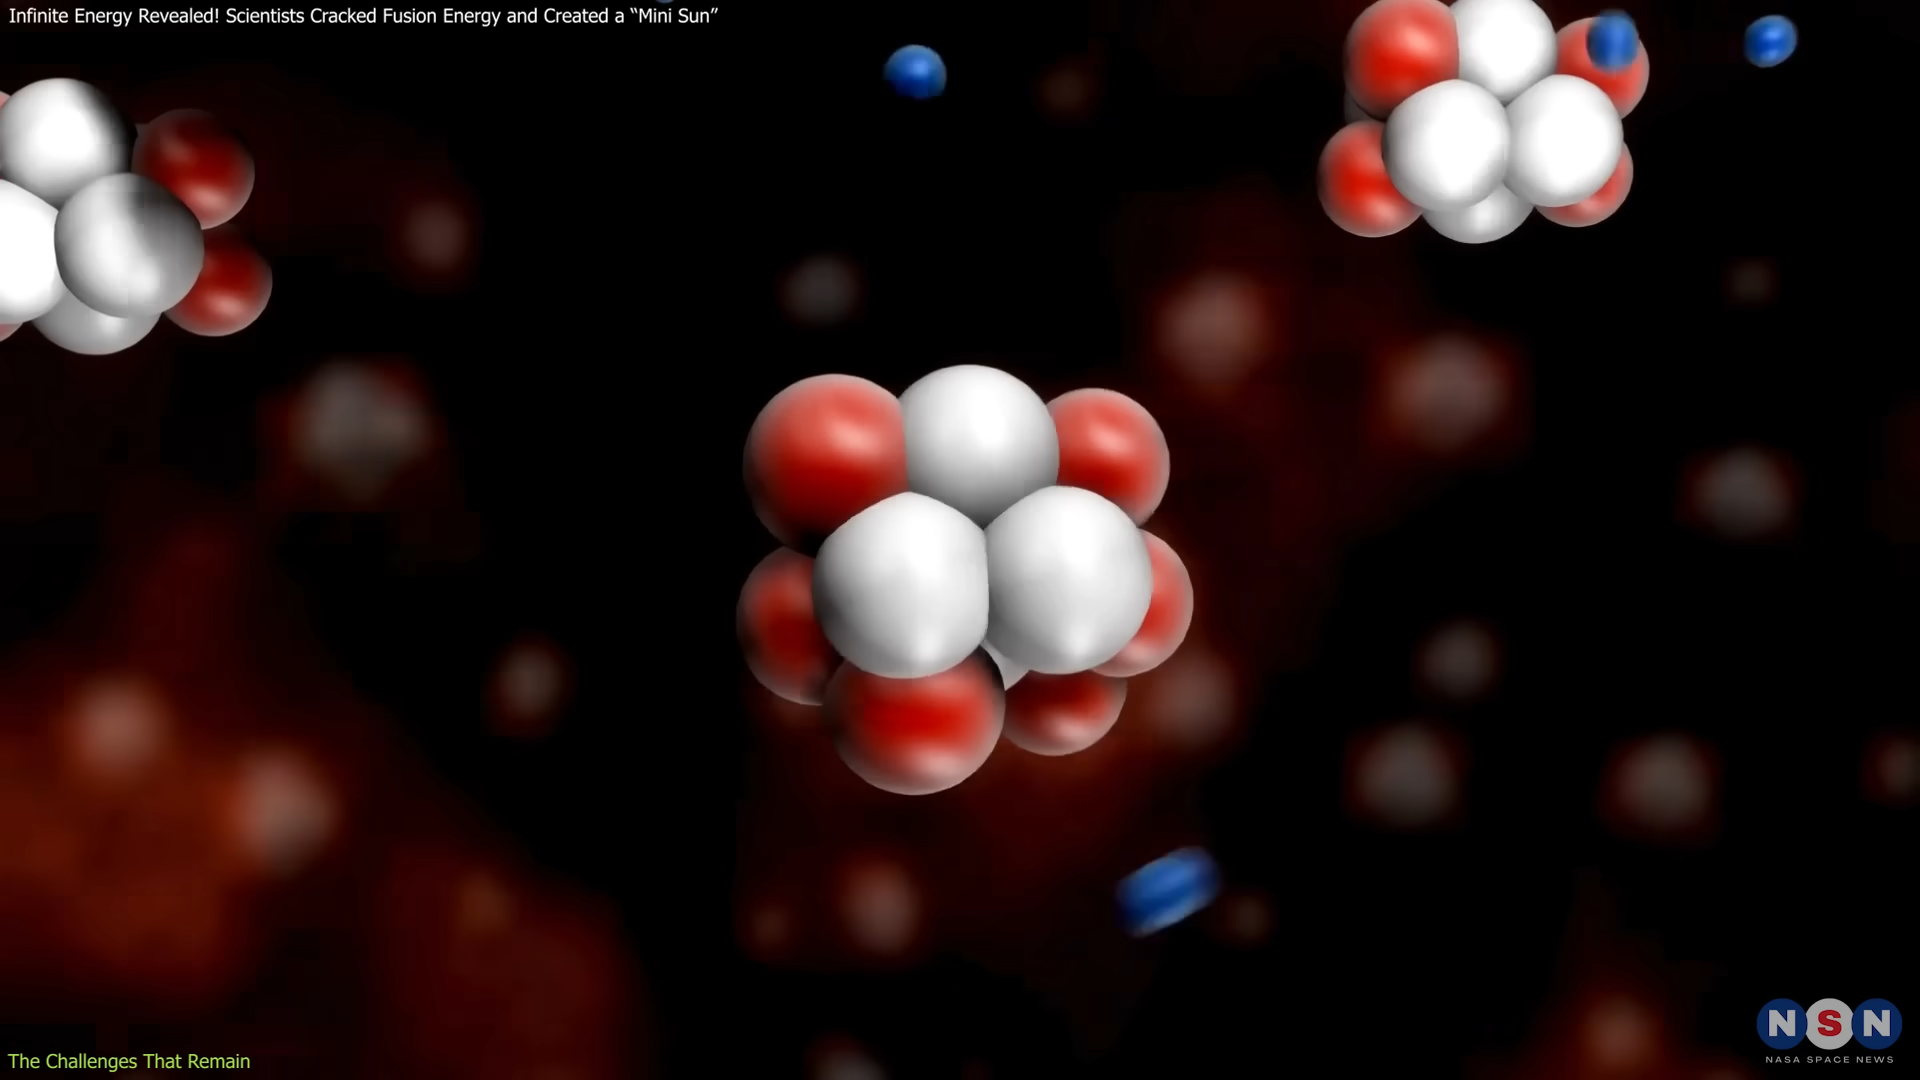 Infinite Energy Revealed! Scientists Cracked Fusion Energy and Created a “Mini Sun”
The Challenges That Remain
NSN
NASA SPACE NEWS